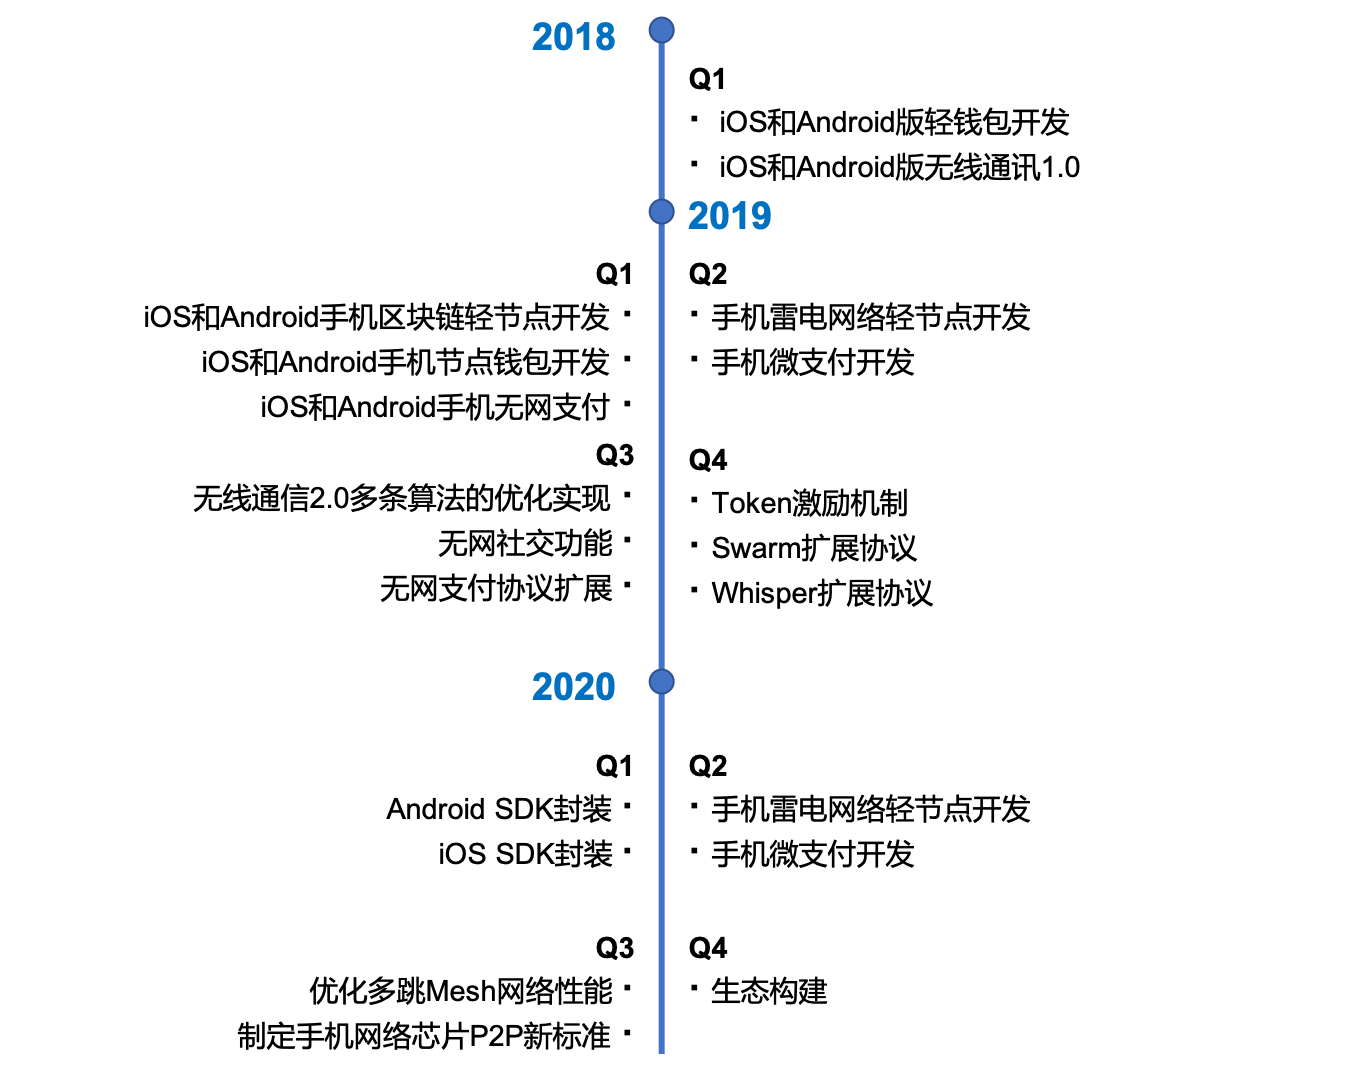 2018
Q1
▪ iOS和Android版轻钱包开发
▪ iOS和Android版无线通讯1.0
2019
Q1
iOS和Android手机区块链轻节点开发 ▪
iOS和Android手机节点钱包开发 ▪
iOS和Android手机无网支付 ▪
Q2
▪ 手机雷电网络轻节点开发
▪ 手机微支付开发
Q3
无线通信2.0多条算法的优化实现 ▪
无网社交功能 ▪
无网支付协议扩展 ▪
Q4
▪ Token激励机制
▪ Swarm扩展协议
▪ Whisper扩展协议
2020
Q1
Android SDK封装 ▪
iOS SDK封装 ▪
Q2
▪ 手机雷电网络轻节点开发
▪ 手机微支付开发
Q3
优化多跳Mesh网络性能 ▪
制定手机网络芯片P2P新标准 ▪
Q4
▪ 生态构建